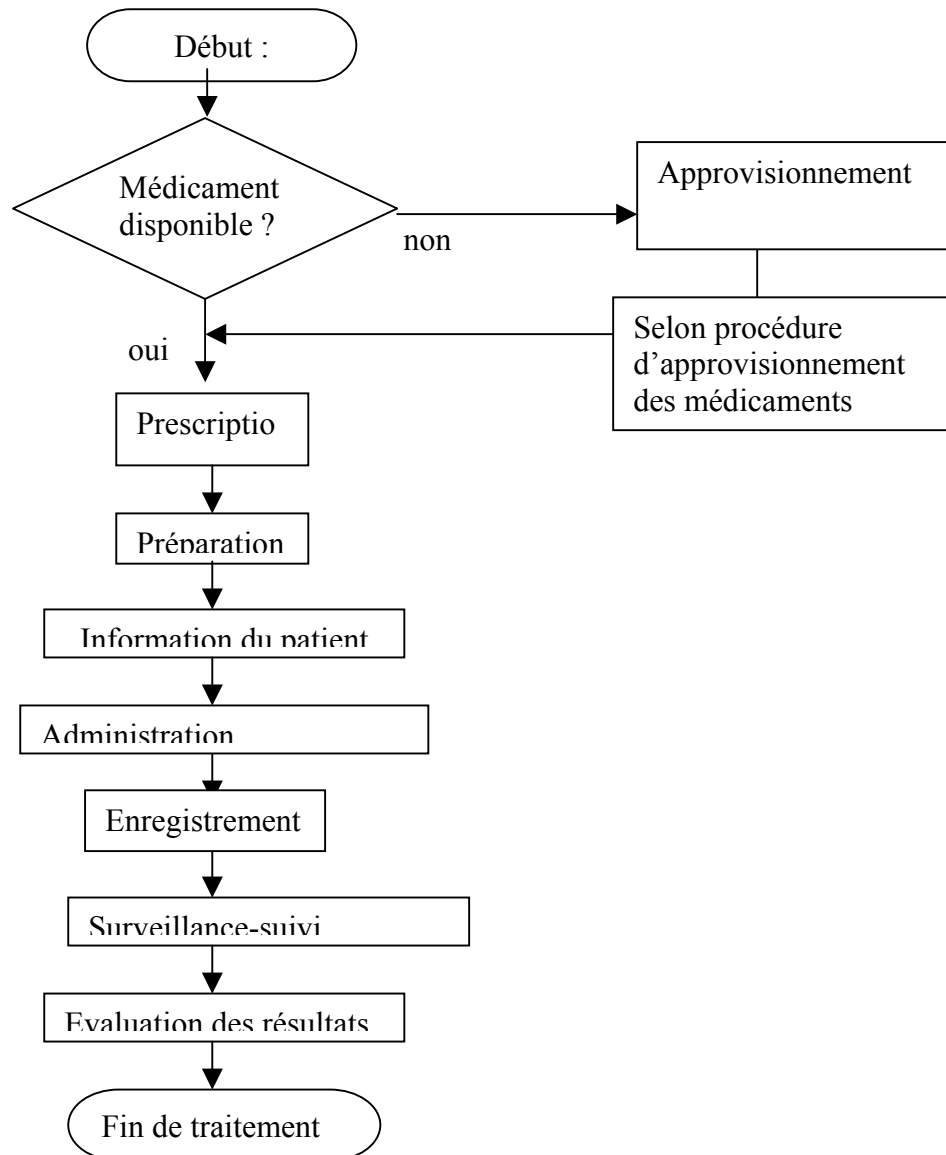 Début :
Médicament
disponible ?
non
Approvisionnement
Selon procédure
d’approvisionnement
des médicaments
oui
Prescriptio
Préparation
Information du patient
Administration
Enregistrement
Surveillance-suivi
Evaluation des résultats
Fin de traitement